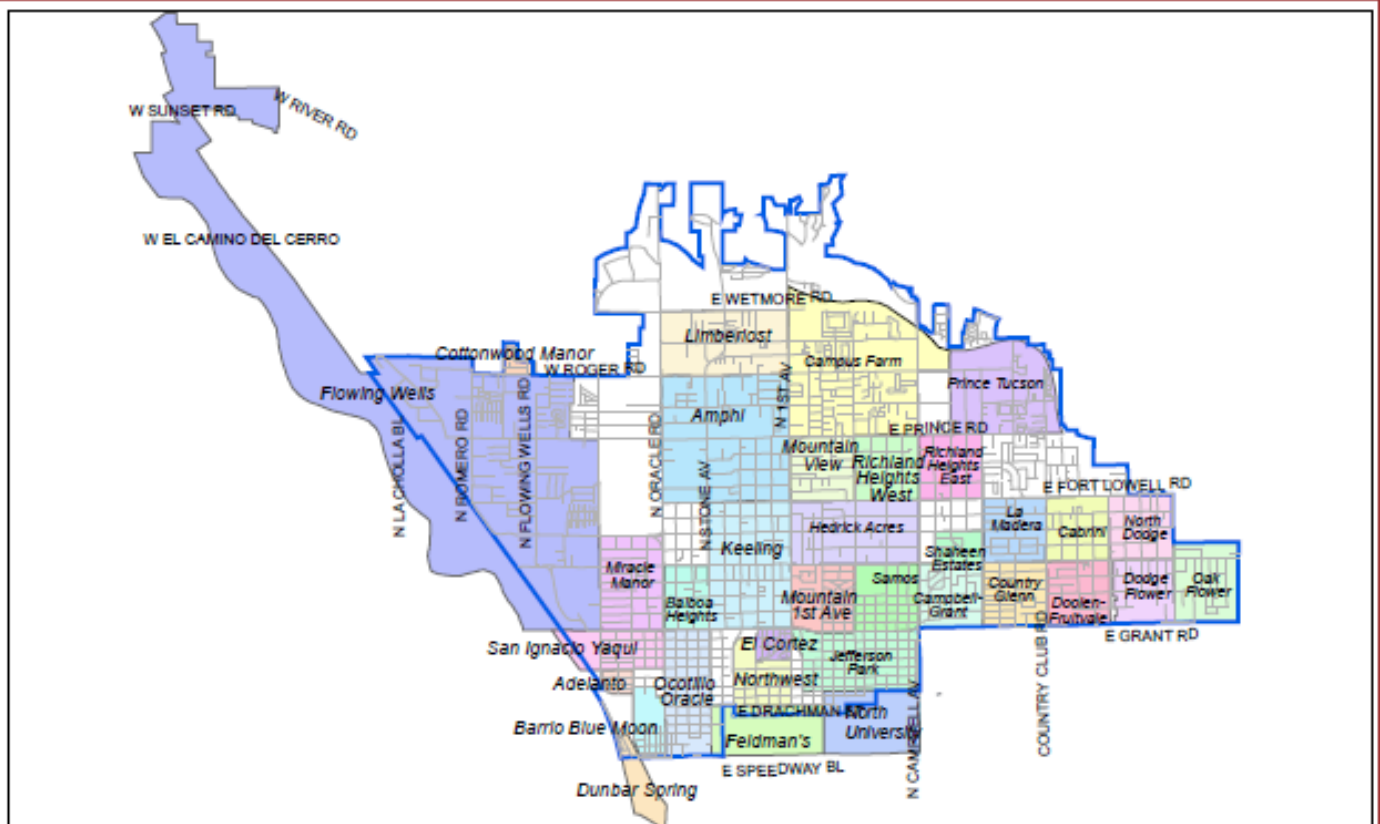 W SUNSET RD
W RIVER RD
W EL CAMINO DEL CERRO
E WETMORE RD
Limberlost
Cottonwood Manor
W ROGER RD
Campus Farm
Prince Tucson
Flowing Wells
Amphi
N 1ST AV
E PRINCE RD
N LA CHOLLA BL
N ROMERO RD
N FLOWING WELLS RD
N ORACLE RD
N STONE AV
Mountain
View
Richland
Heights
West
Richland
Heights
East
E FORT LOWELL RD
Hedrick Acres
La
Madera
Cabrini
North
Dodge
Keeling
Shaheen
Estates
Miracle
Manor
Balboa
Heights
Mountain
1st Ave
Samos
Campbell-
Grant
Country
Glenn
Doolen-
Fruitvale
Dodge
Flower
Oak
Flower
E GRANT RD
San Ignacio Yaqui
El Cortez
Jefferson
Park
Adelanto
Ocotillo
Oracle
Northwest
COUNTRY CLUB RD
N CAMPBELL AV
E DRACHMAN ST
Barrio Blue Moon
Feldman's
North
University
E SPEEDWAY BL
Dunbar Spring